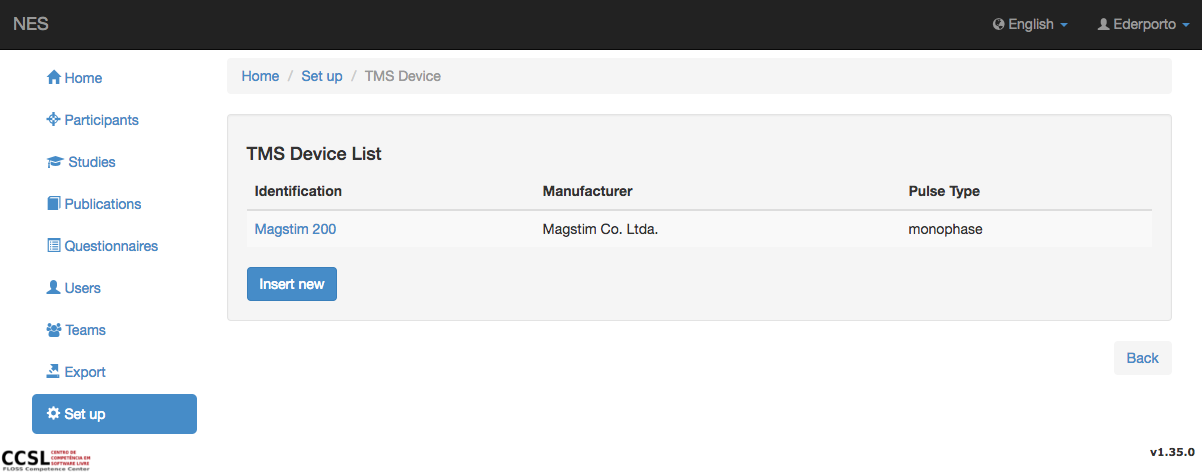 NES English Ederporto
Home
Participants
Studies
Publications
Questionnaires
Users
Teams
Export
Set up
Home / Set up / TMS Device
TMS Device List
Identification Manufacturer Pulse Type
Magstim 200 Magstim Co. Ltda. monophase
Insert new
Back
CCSL
CENTRO DE
COMPETÊNCIA EM
SOFTWARE LIVRE
FLOSS Competence Center
v1.35.0